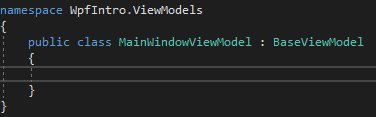 namespace WpfIntro.ViewModels
{
    public class MainWindowViewModel : BaseViewModel
    {
    }
}